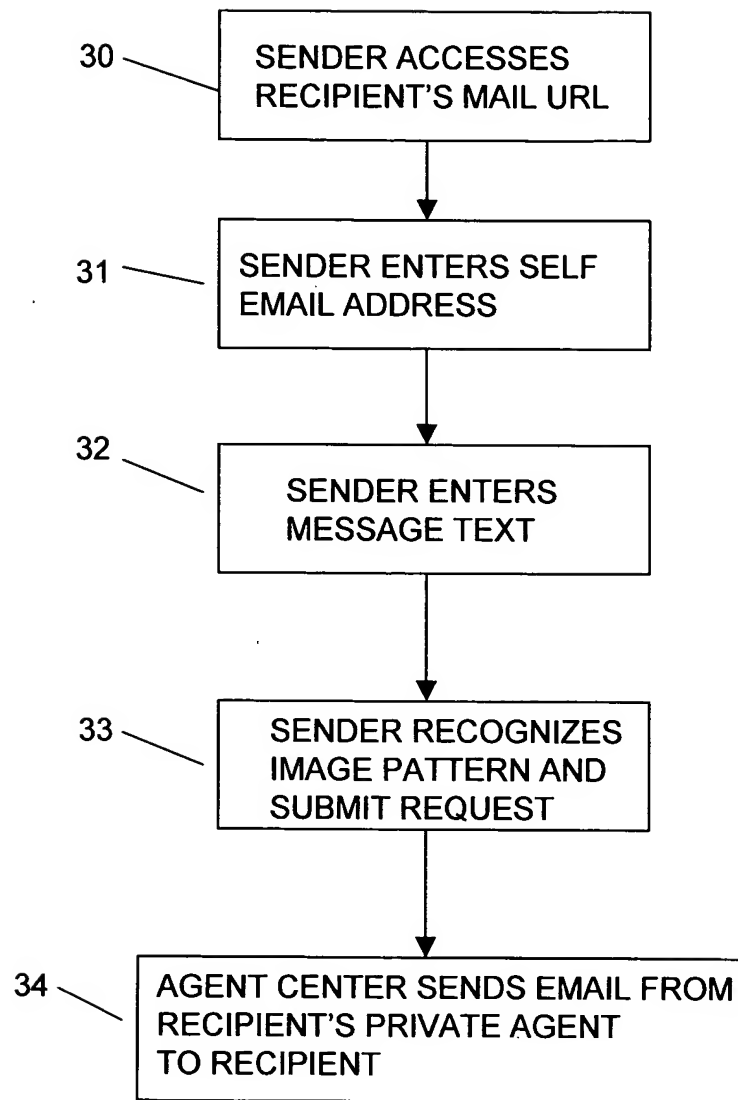 30
SENDER ACCESSES
RECIPIENT'S MAIL URL
31
SENDER ENTERS SELF
EMAIL ADDRESS
32
SENDER ENTERS
MESSAGE TEXT
33
SENDER RECOGNIZES
IMAGE PATTERN AND
SUBMIT REQUEST
34
AGENT CENTER SENDS EMAIL FROM
RECIPIENT'S PRIVATE AGENT
TO RECIPIENT